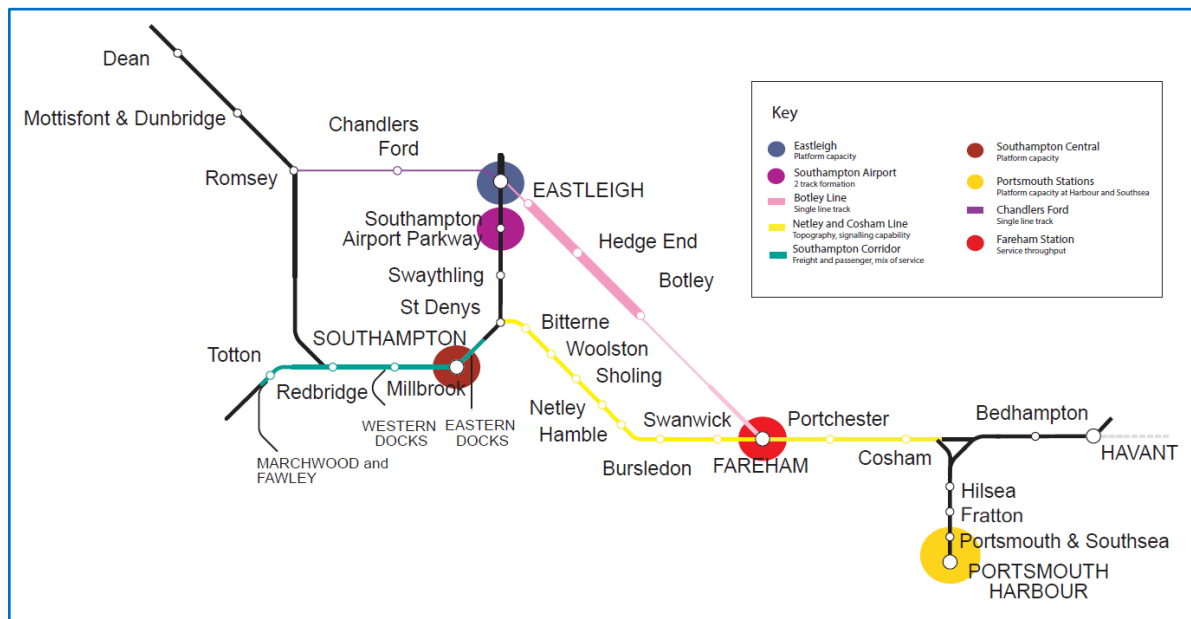 Dean
Mottisfont & Dunbridge
Romsey
Chandlers
Ford
EASTLEIGH
Southampton
Airport Parkway
Swaythling
St Denys
Hedge End
Botley
SOUTHAMPTON
Totton
Redbridge
Millbrook
WESTERN
DOCKS
EASTERN
DOCKS
MARCHWOOD and
FAWLEY
Bitterne
Woolston
Sholing
Netley
Hamble
Bursledon
Swanwick
FAREHAM
Portchester
Cosham
Bedhampton
HAVANT
Hilsea
Fratton
Portsmouth & Southsea
PORTSMOUTH
HARBOUR
Key
Eastleigh
Platform capacity
Southampton Airport
2 track formation
Botley Line
Single line track
Netley and Cosham Line
Topography, signalling capability
Southampton Corridor
Freight and passenger, mix of service
Southampton Central
Platform capacity
Portsmouth Stations
Platform capacity at Harbour and Southsea
Chandlers Ford
Single line track
Fareham Station
Service throughput